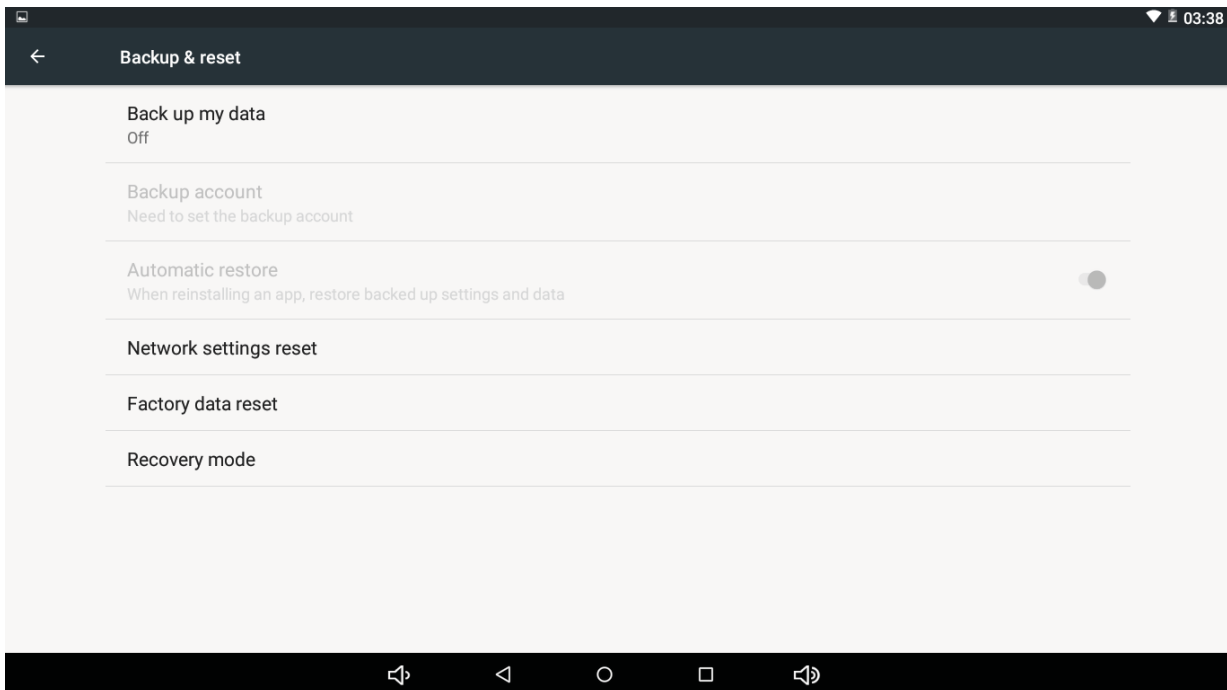 03:38
Backup & reset
Back up my data
Off
Backup account
Need to set the backup account
Automatic restore
When reinstalling an app, restore backed up settings and data
Network settings reset
Factory data reset
Recovery mode